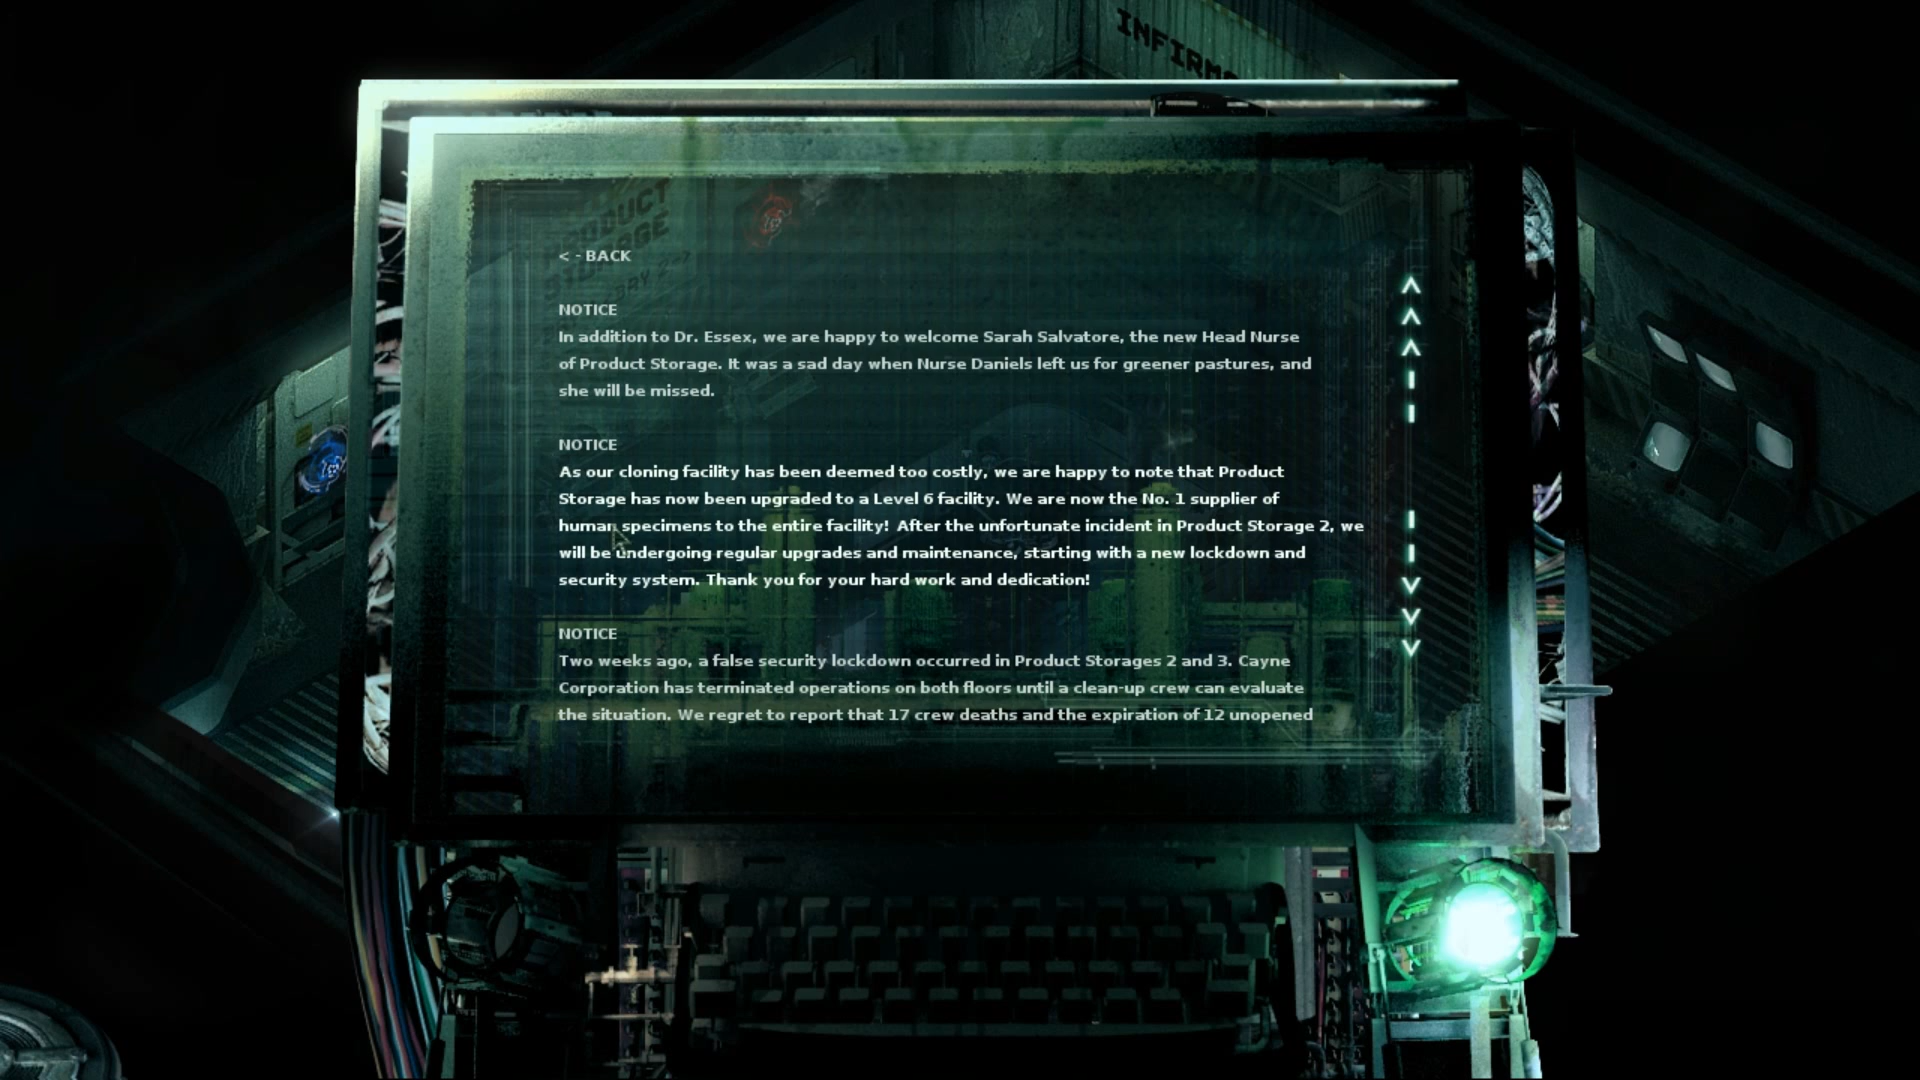 INFIRMA
PRODUCT
STORAGE
< - BACK
NOTICE
In addition to Dr. Essex, we are happy to welcome Sarah Salvatore, the new Head Nurse
of Product Storage. It was a sad day when Nurse Daniels left us for greener pastures, and
she will be missed.
NOTICE
As our cloning facility has been deemed too costly, we are happy to note that Product
Storage has now been upgraded to a Level 6 facility. We are now the No. 1 supplier of
human specimens to the entire facility!  After the unfortunate incident in Product Storage 2, we
will be undergoing regular upgrades and maintenance, starting with a new lockdown and
security system. Thank you for your hard work and dedication!
NOTICE
Two weeks ago, a false security lockdown occurred in Product Storages 2 and 3. Cayne
Corporation has terminated operations on both floors until a clean-up crew can evaluate
the situation. We regret to report that 17 crew deaths and the expiration of 12 unopened